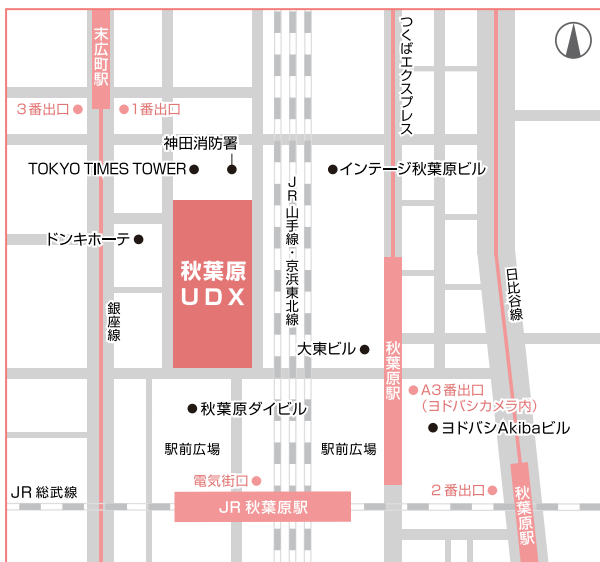 末広町駅
つくばエクスプレス
3番出口
1番出口
神田消防署
TOKYO TIMES TOWER
インテージ秋葉原ビル
JR山手線・京浜東北線
ドンキホーテ
秋葉原
UDX
日比谷線
銀座線
大東ビル
秋葉原駅
A3番出口
(ヨドバシカメラ内)
秋葉原ダイビル
ヨドバシAkibaビル
駅前広場
駅前広場
電気街口
2番出口
JR 総武線
JR 秋葉原駅
秋葉原駅